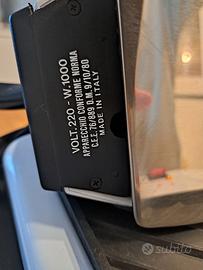 VOLT. 220 - W. 1000
APPARECCHIO CONFORME NORMA
C.E.E. 76/889 D.M. 9/10/80
MADE IN ITALY
subito